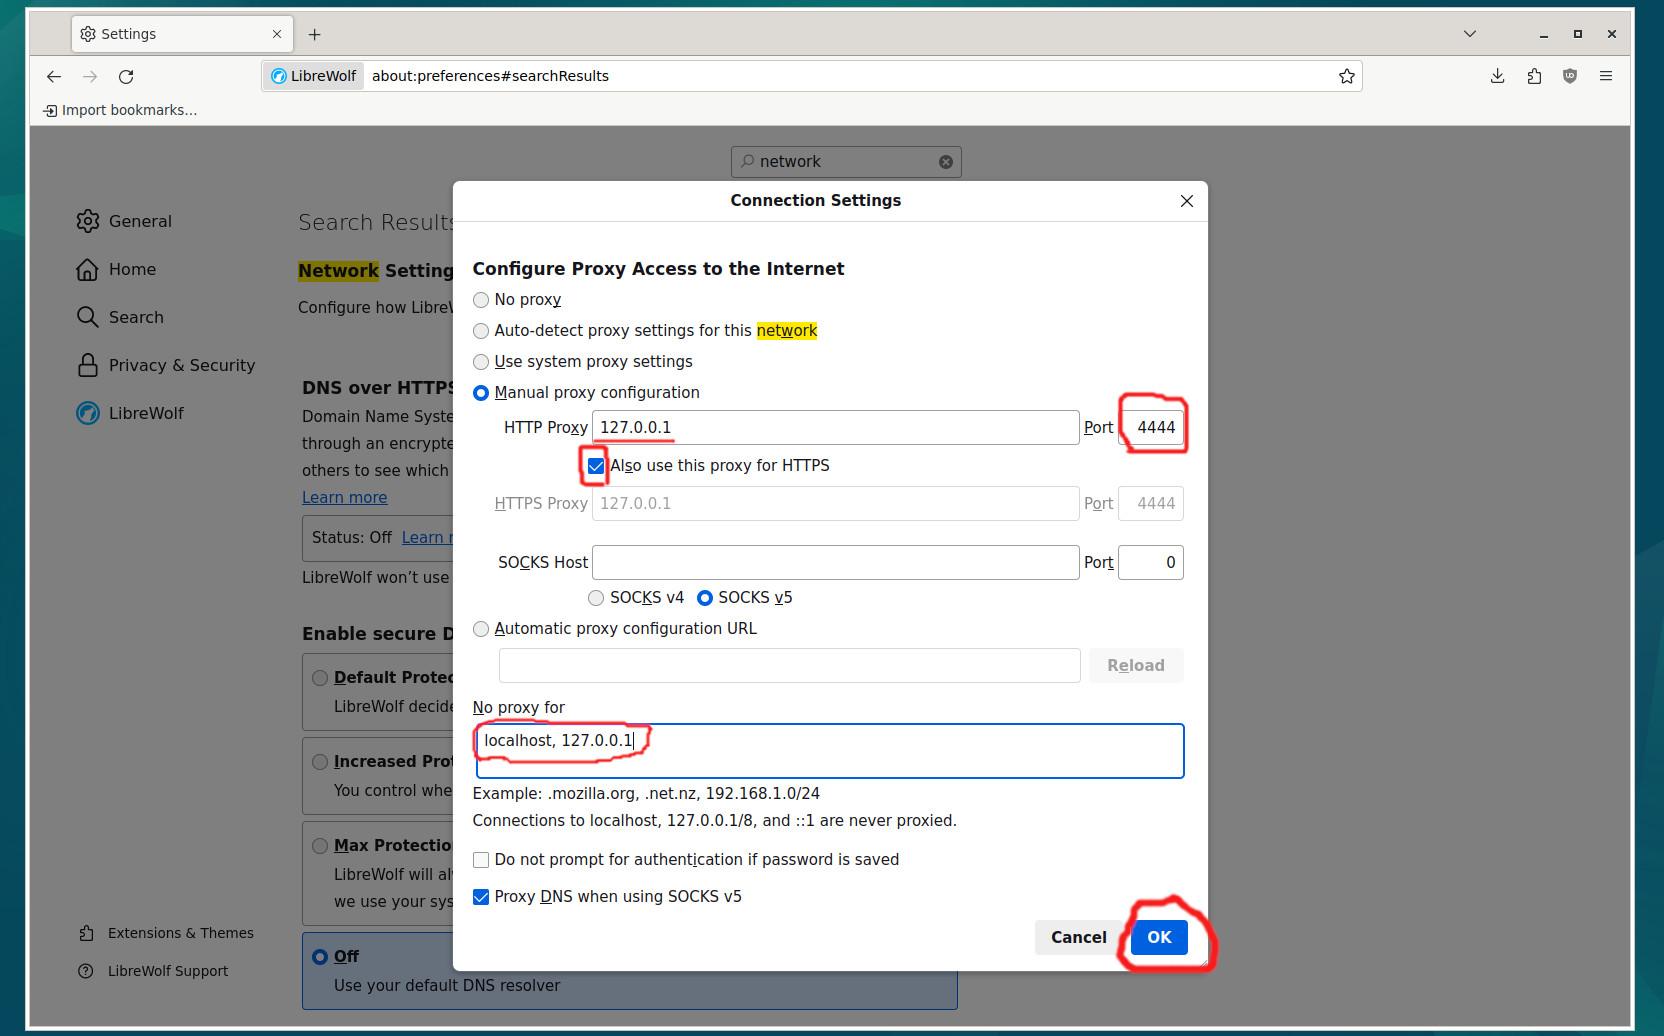 Settings
LibreWolf about:preferences#searchResults
Import bookmarks...
network
General
Home
Search
Privacy & Security
LibreWolf
Extensions & Themes
LibreWolf Support
Search Results
Network Setting
Configure how LibreW
DNS over HTTPS
Domain Name Syste
through an encrypte
others to see which
Learn more
Status: Off Learn r
LibreWolf won't use
Enable secure D
Default Protec
LibreWolf decide
Increased Prot
You control whe
Max Protectio
LibreWolf will al
we use your sys
Off
Use your default DNS resolver
Connection Settings
Configure Proxy Access to the Internet
No proxy
Auto-detect proxy settings for this network
Use system proxy settings
Manual proxy configuration
HTTP Proxy 127.0.0.1 Port 4444
Also use this proxy for HTTPS
HTTPS Proxy 127.0.0.1 Port 4444
SOCKS Host Port 0
SOCKS v4 SOCKS v5
Automatic proxy configuration URL
Reload
No proxy for
localhost, 127.0.0.1
Example: .mozilla.org, .net.nz, 192.168.1.0/24
Connections to localhost, 127.0.0.1/8, and ::1 are never proxied.
Do not prompt for authentication if password is saved
Proxy DNS when using SOCKS v5
Cancel OK